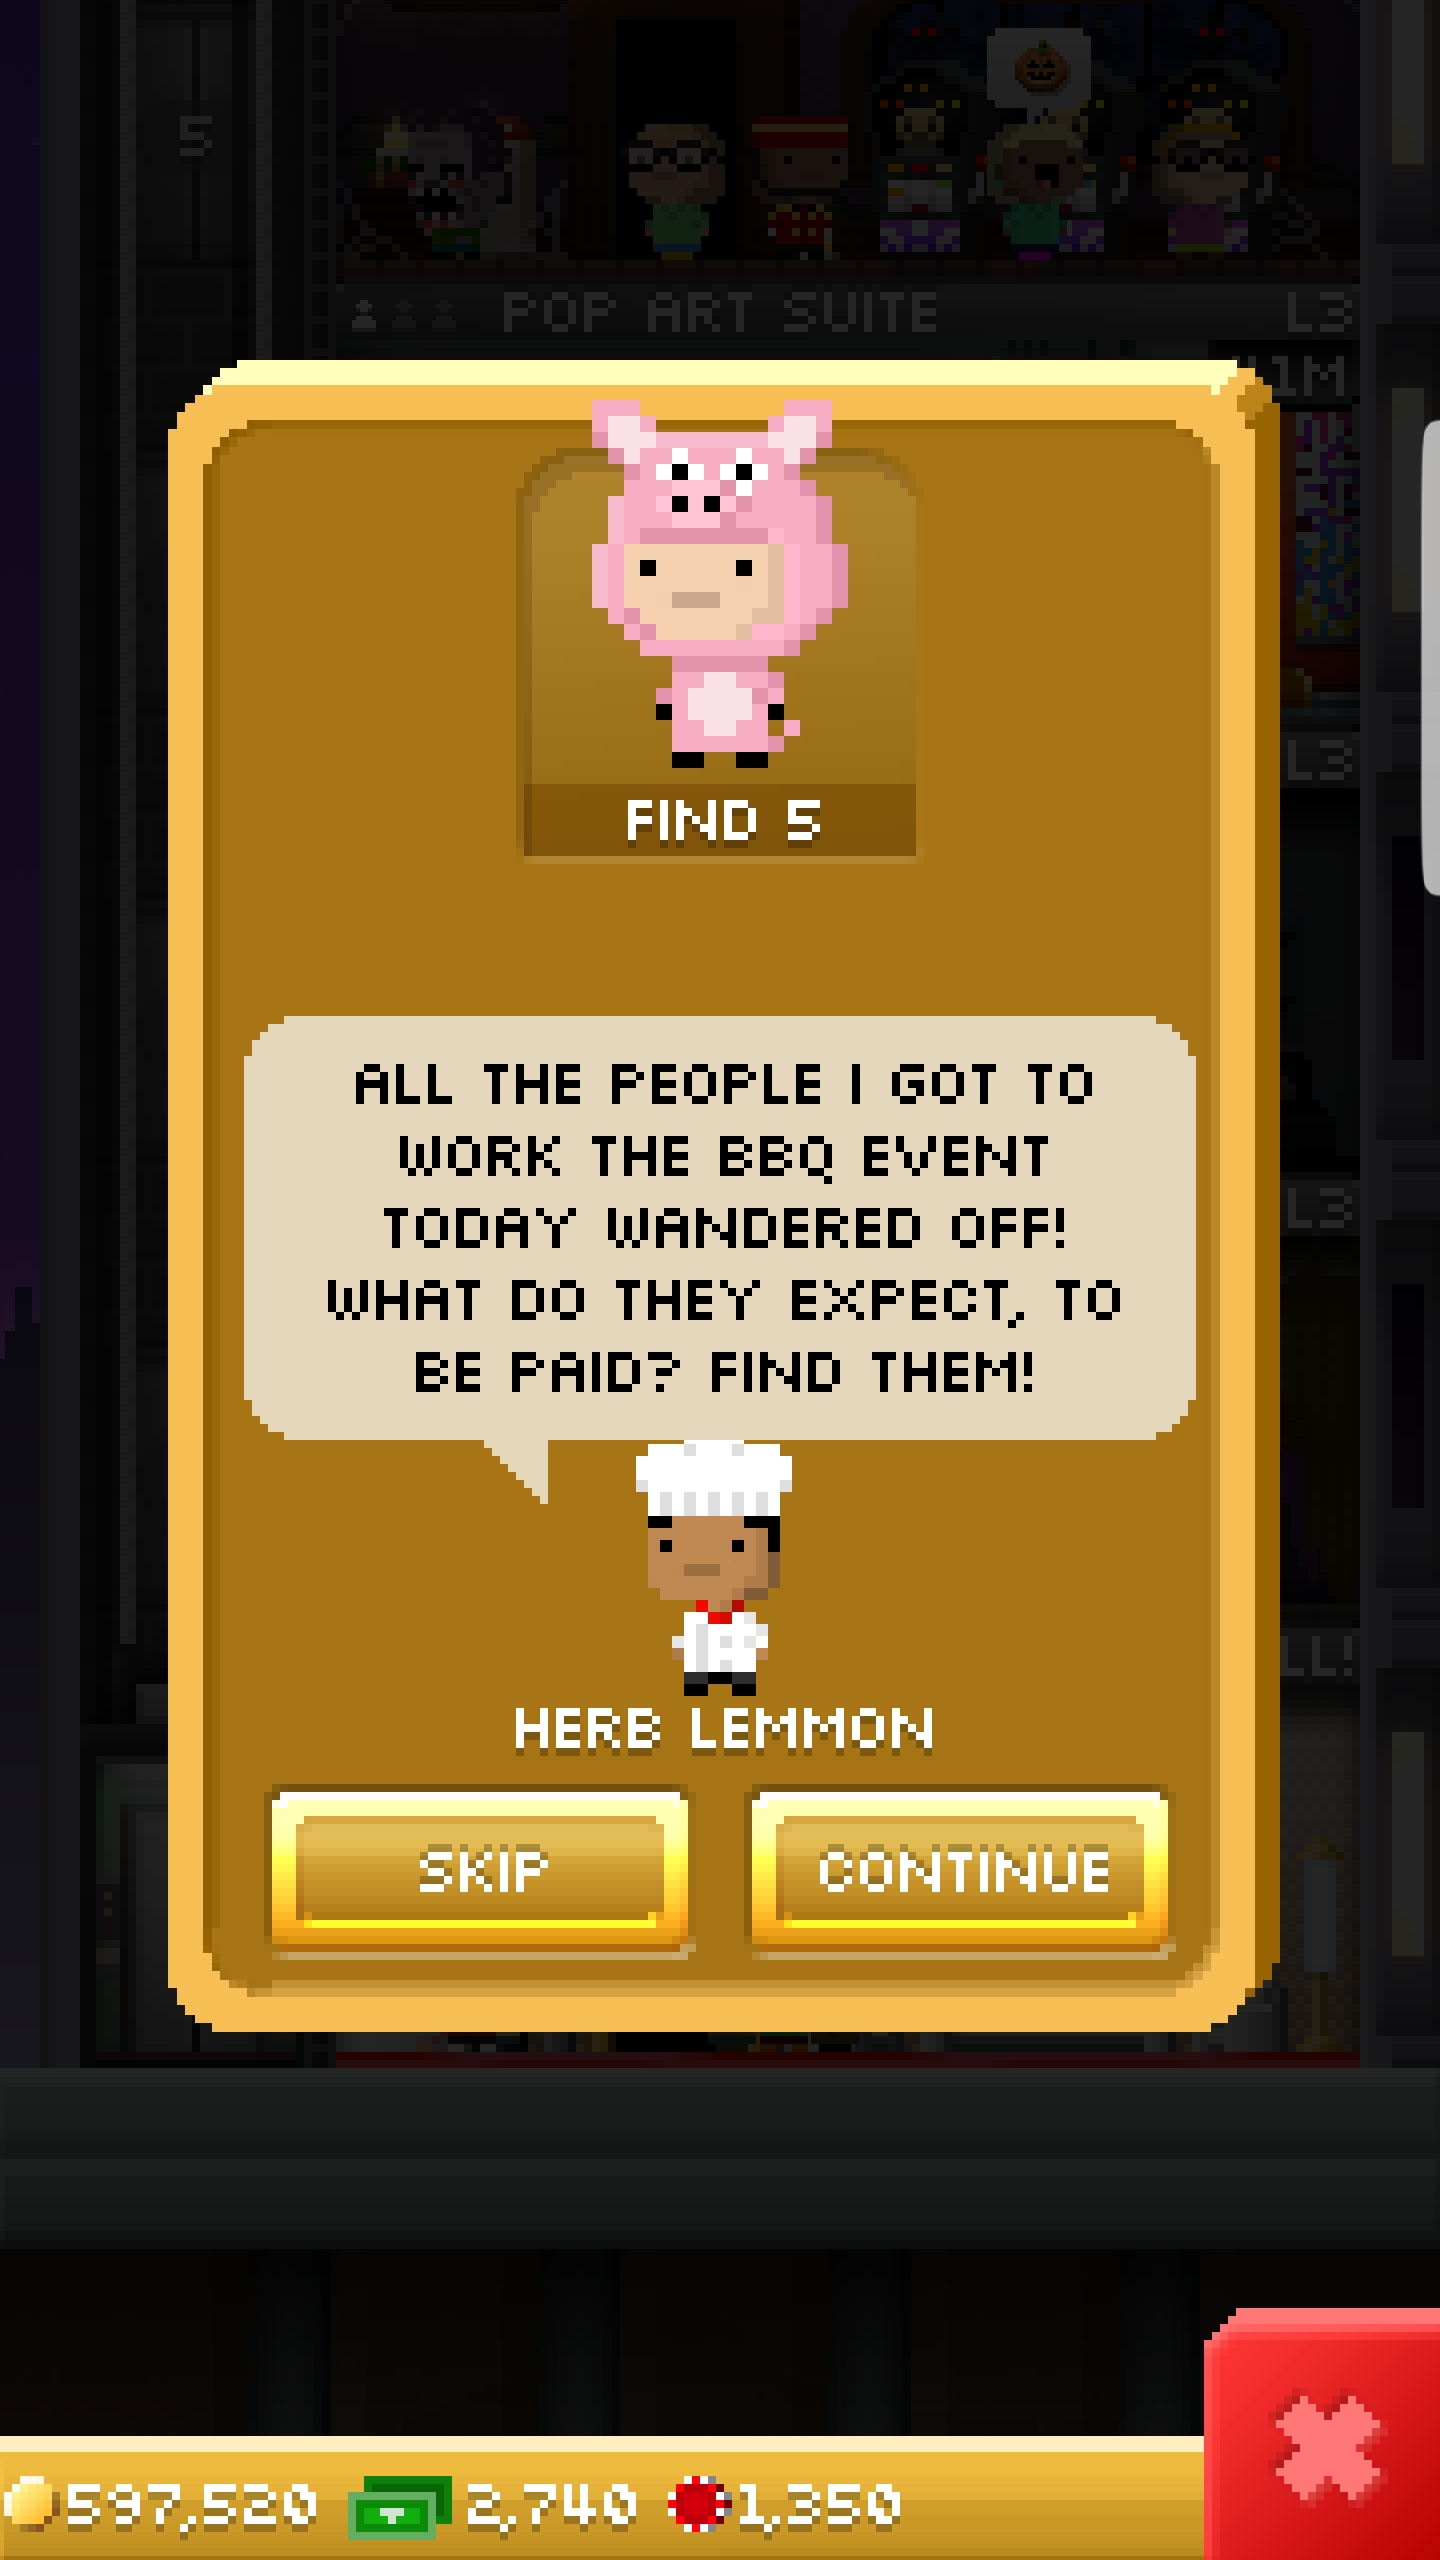 5
POP ART SUITE L3
1M
FIND 5
L3
ALL THE PEOPLE I GOT TO
WORK THE BBQ EVENT
TODAY WANDERED OFF!
L3
WHAT DO THEY EXPECT, TO
BE PAID? FIND THEM!
LL!
HERB LEMMON
SKIP CONTINUE
597,520 2,740 1,350